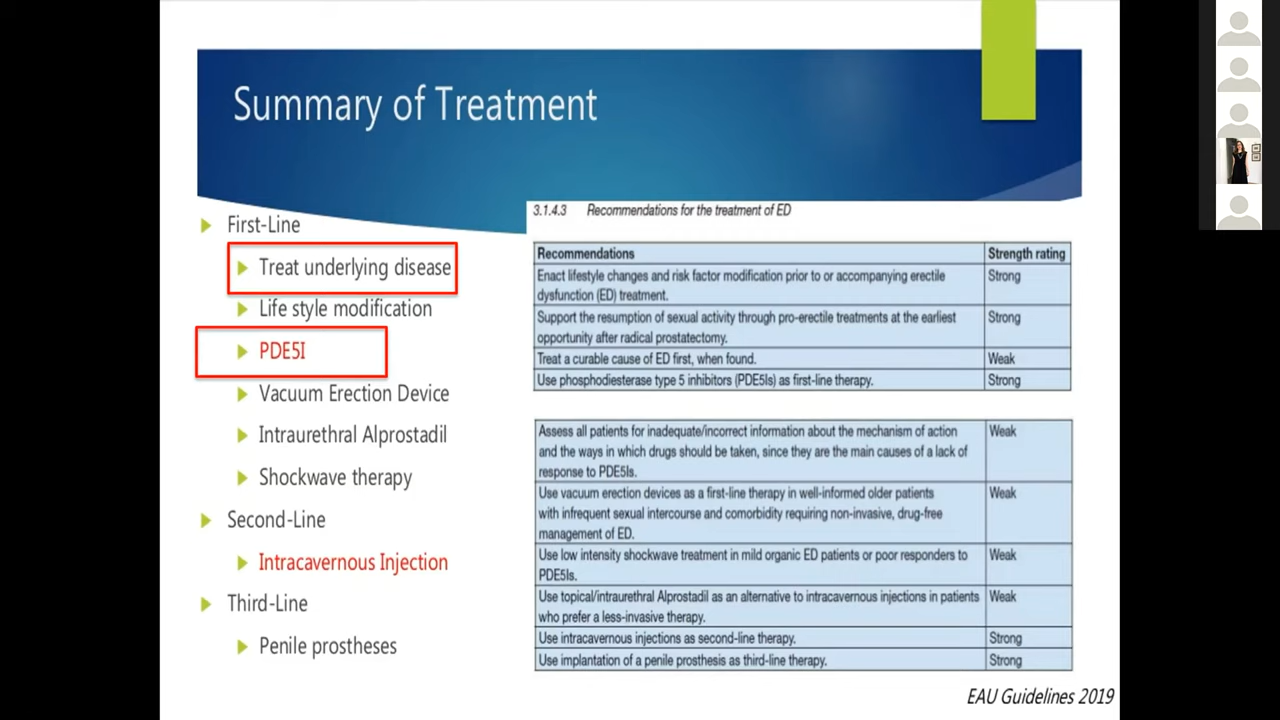 Summary of Treatment
First-Line
Treat underlying disease
Life style modification
PDE5I
Vacuum Erection Device
Intraurethral Alprostadil
Shockwave therapy
Second-Line
Intracavernous Injection
Third-Line
Penile prostheses
3.1.4.3 Recommendations for the treatment of ED
Recommendations Strength rating
Enact lifestyle changes and risk factor modification prior to or accompanying erectile Strong
dysfunction (ED) treatment.
Support the resumption of sexual activity through pro-erectile treatments at the earliest Strong
opportunity after radical prostatectomy.
Treat a curable cause of ED first, when found. Weak
Use phosphodiesterase type 5 inhibitors (PDE5Is) as first-line therapy. Strong
Assess all patients for inadequate/incorrect information about the mechanism of action Weak
and the ways in which drugs should be taken, since they are the main causes of a lack of
response to PDE5Is.
Use vacuum erection devices as a first-line therapy in well-informed older patients Weak
with infrequent sexual intercourse and comorbidity requiring non-invasive, drug-free
management of ED.
Use low intensity shockwave treatment in mild organic ED patients or poor responders to Weak
PDE5Is.
Use topical/intraurethral Alprostadil as an alternative to intracavernous injections in patients Weak
who prefer a less-invasive therapy.
Use intracavernous injections as second-line therapy. Strong
Use implantation of a penile prosthesis as third-line therapy. Strong
EAU Guidelines 2019